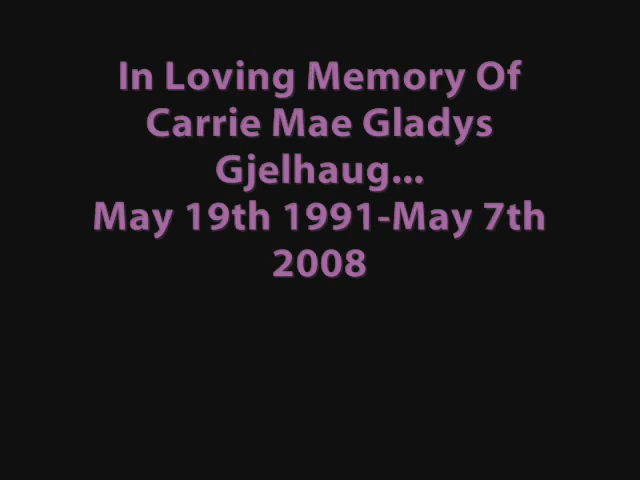 In Loving Memory Of
Carrie Mae Gladys
Gjelhaug...
May 19th 1991-May 7th
2008